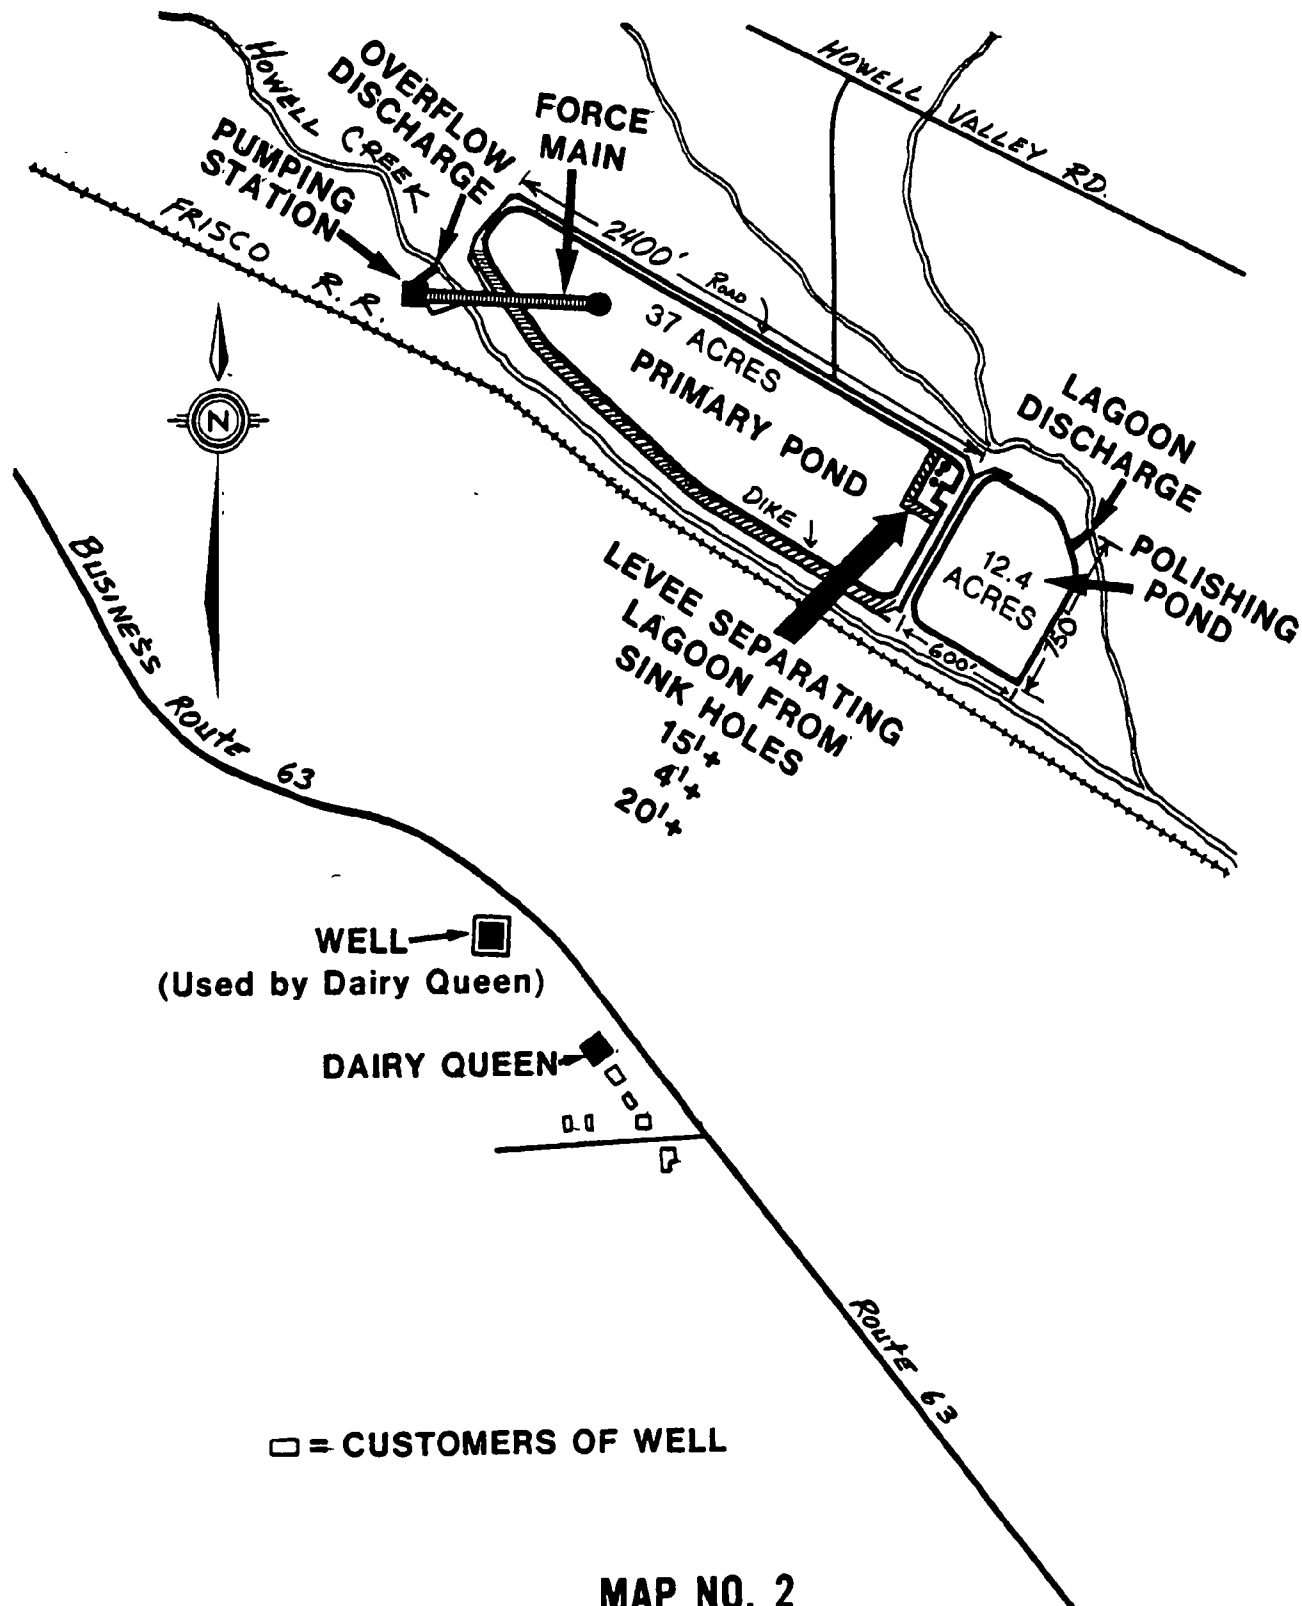 HOWELL CREEK
OVERFLOW
DISCHARGE
FORCE
MAIN
HOWELL VALLEY RD.
PUMPING
STATION
FRISCO R.R.
2400'
ROAD
37 ACRES
PRIMARY POND
DIKE
LAGOON
DISCHARGE
POLISHING
POND
12.4
ACRES
750'
600'
N
LEVEE SEPARATING
LAGOON FROM
SINK HOLES
15'+
4'+
20'+
BUSINESS ROUTE 63
WELL
(Used by Dairy Queen)
DAIRY QUEEN
ROUTE 63
= CUSTOMERS OF WELL
MAP NO. 2